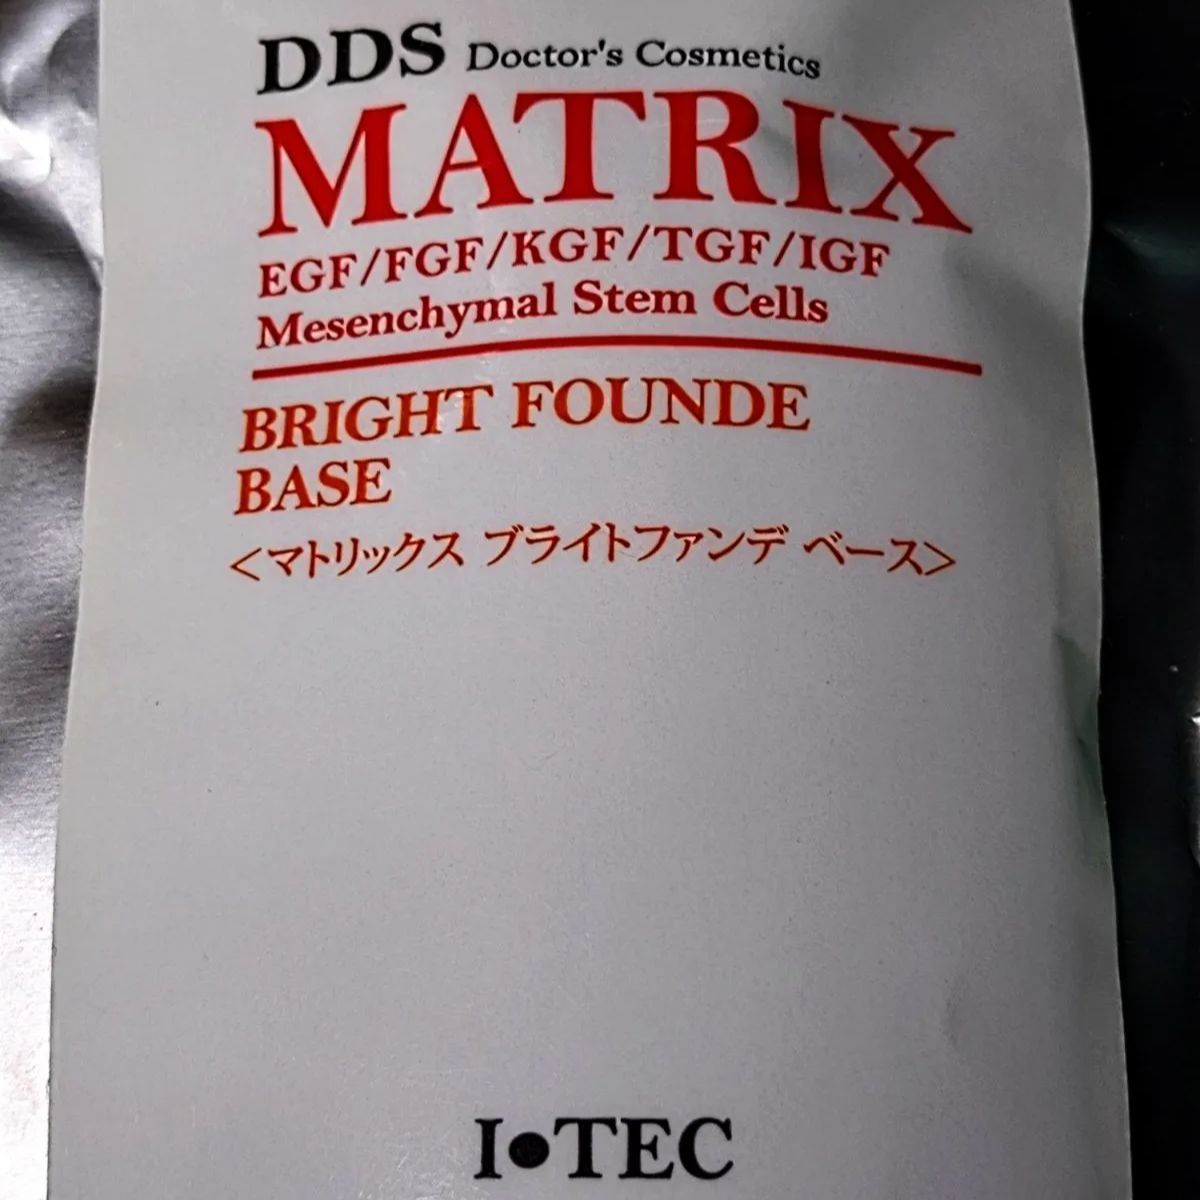 DDS Doctor's Cosmetics
MATRIX
EGF/FGF/KGF/TGF/IGF
Mesenchymal Stem Cells
BRIGHT FOUNDE
BASE
<マトリックス ブライトファンデ ベース>
I●TEC